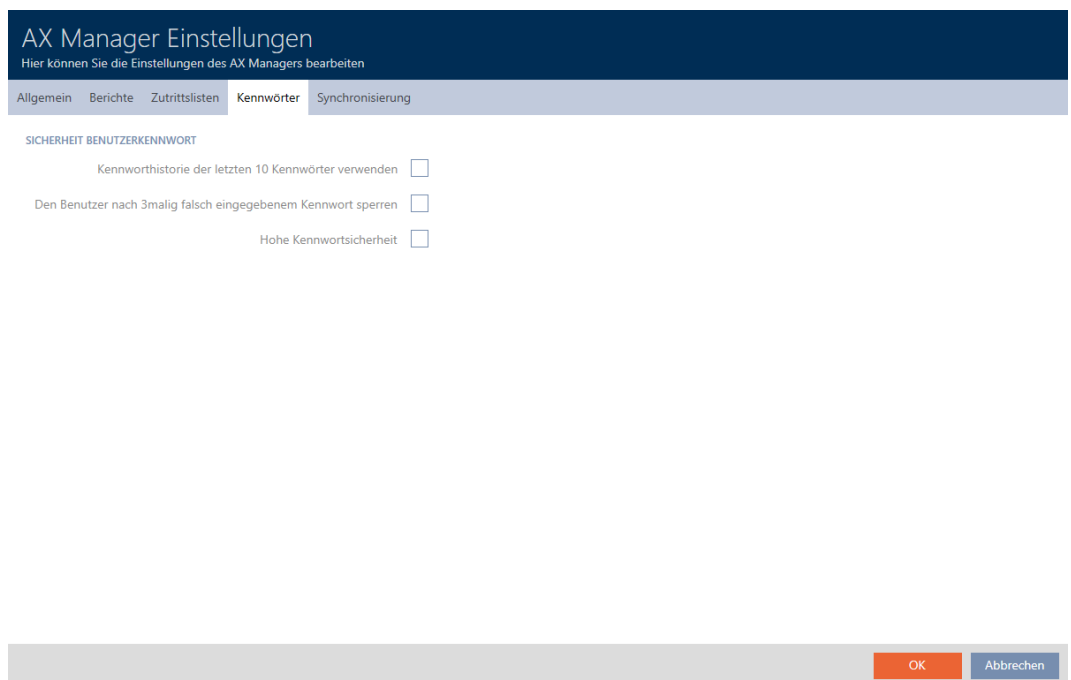 AX Manager Einstellungen
Hier können Sie die Einstellungen des AX Managers bearbeiten
Allgemein Berichte Zutrittslisten Kennwörter Synchronisierung
SICHERHEIT BENUTZERKENNWORT
Kennworthistorie der letzten 10 Kennwörter verwenden
Den Benutzer nach 3malig falsch eingegebenem Kennwort sperren
Hohe Kennwortsicherheit
OK Abbrechen